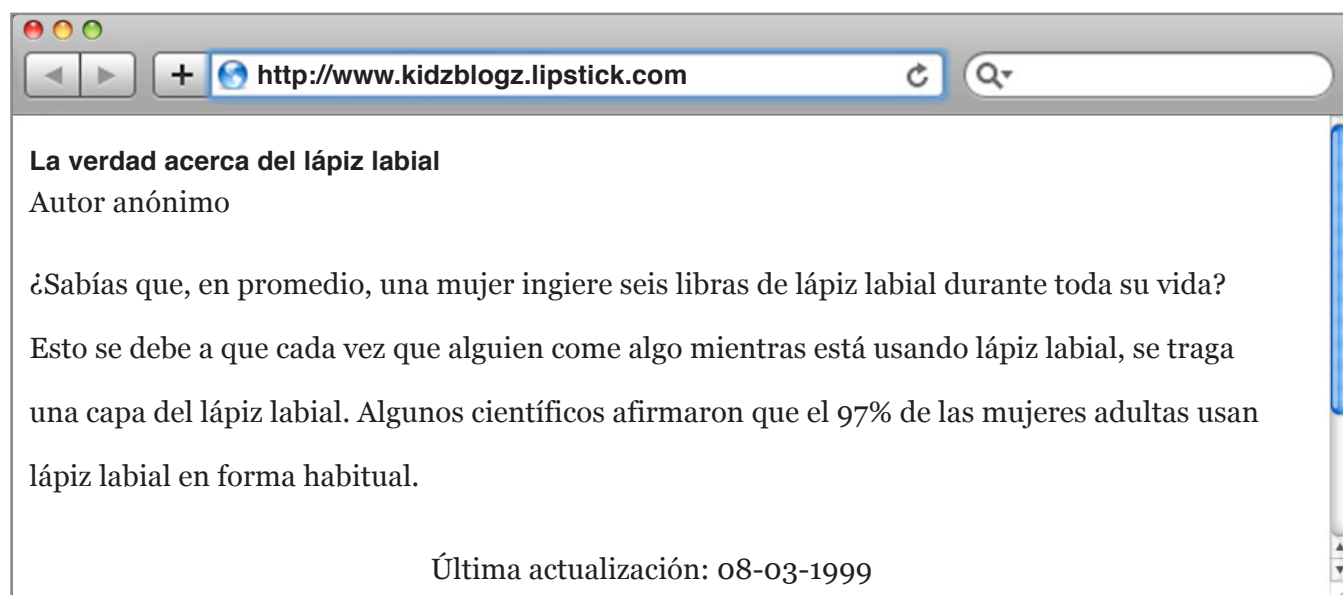 http://www.kidzblogz.lipstick.com
La verdad acerca del lápiz labial
Autor anónimo
¿Sabías que, en promedio, una mujer ingiere seis libras de lápiz labial durante toda su vida?
Esto se debe a que cada vez que alguien come algo mientras está usando lápiz labial, se traga
una capa del lápiz labial. Algunos científicos afirmaron que el 97% de las mujeres adultas usan
lápiz labial en forma habitual.
Última actualización: 08-03-1999